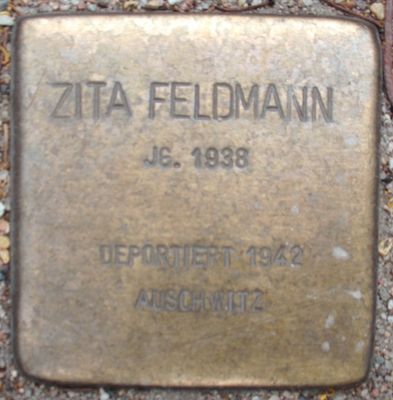 ZITA FELDMANN
JG. 1938
DEPORTIERT 1942
AUSCHWITZ